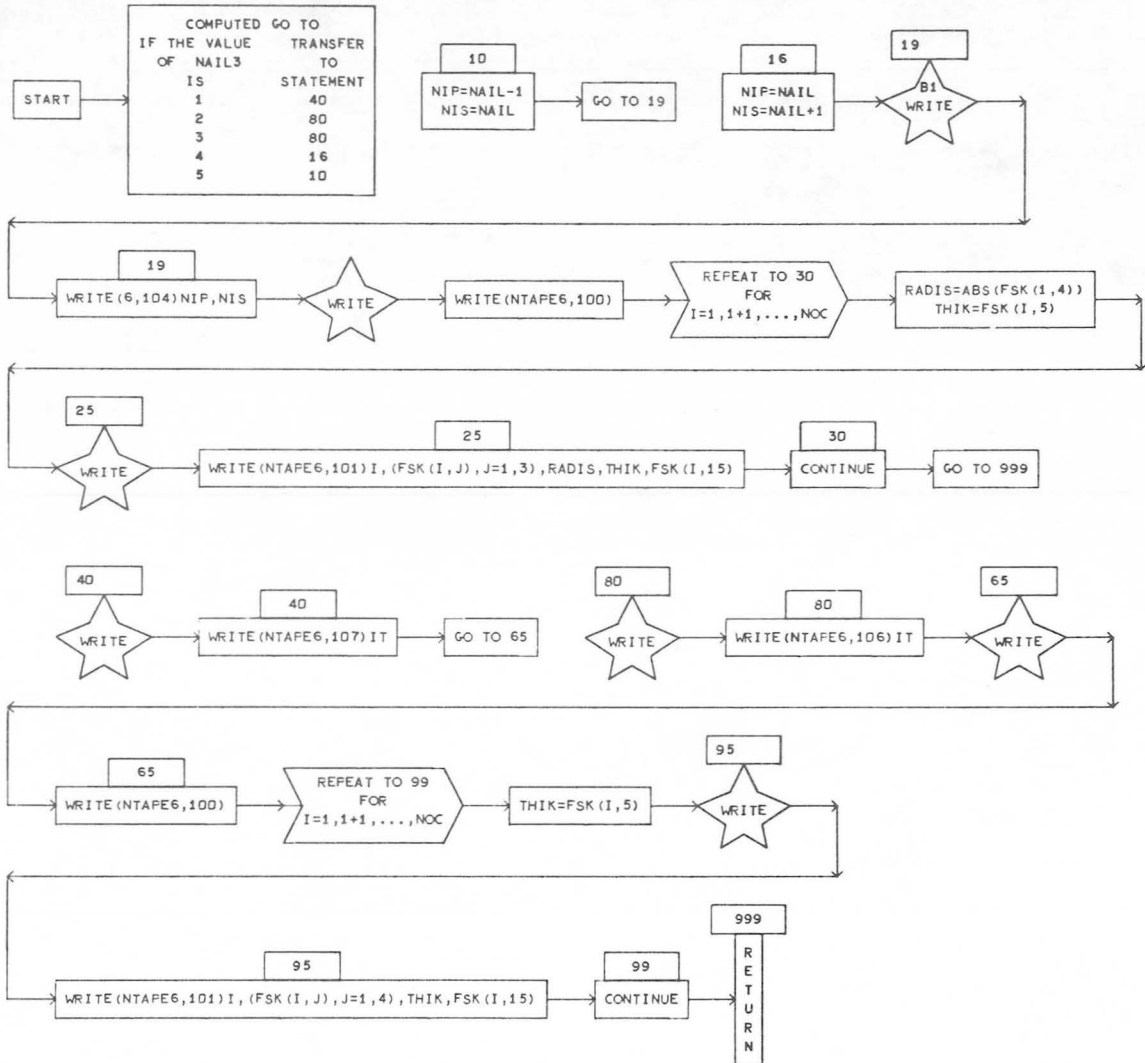 COMPUTED GO TO
IF THE VALUE TRANSFER
OF NAIL3 TO
IS STATEMENT
1 40
2 80
3 80
4 16
5 10
START
10
NIP=NAIL-1
NIS=NAIL
GO TO 19
16
NIP=NAIL
NIS=NAIL+1
19
B1
WRITE
19
WRITE(6,104)NIP,NIS
WRITE
WRITE(NTAPE6,100)
REPEAT TO 30
FOR
I=1,1+1,...,NOC
RADIS=ABS(FSK(1,4))
THIK=FSK(I,5)
25
WRITE
25
WRITE(NTAPE6,101)I,(FSK(I,J),J=1,3),RADIS,THIK,FSK(I,15)
30
CONTINUE
GO TO 999
40
WRITE
40
WRITE(NTAPE6,107)IT
GO TO 65
80
WRITE
80
WRITE(NTAPE6,106)IT
65
WRITE
65
WRITE(NTAPE6,100)
REPEAT TO 99
FOR
I=1,1+1,...,NOC
THIK=FSK(I,5)
95
WRITE
95
WRITE(NTAPE6,101)I,(FSK(I,J),J=1,4),THIK,FSK(I,15)
99
CONTINUE
999
RETURN